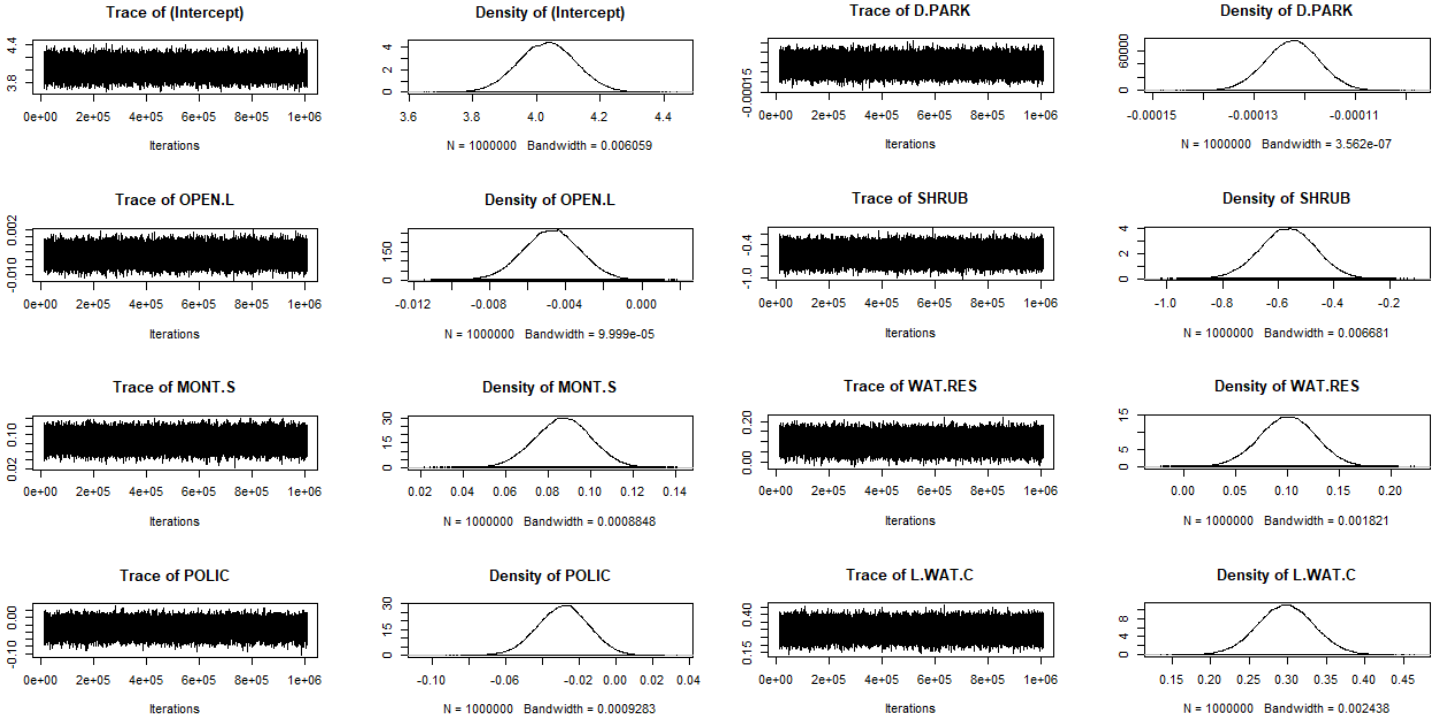 Trace of (Intercept)
4.4
3.8
0e+00 2e+05 4e+05 6e+05 8e+05 1e+06
Iterations
Density of (Intercept)
4
2
0
3.6 3.8 4.0 4.2 4.4
N = 1000000 Bandwidth = 0.006059
Trace of D.PARK
-0.00015
0e+00 2e+05 4e+05 6e+05 8e+05 1e+06
Iterations
Density of D.PARK
60000
0
-0.00015 -0.00013 -0.00011
N = 1000000 Bandwidth = 3.562e-07
Trace of OPEN.L
0.002
-0.010
0e+00 2e+05 4e+05 6e+05 8e+05 1e+06
Iterations
Density of OPEN.L
150
0
-0.012 -0.008 -0.004 0.000
N = 1000000 Bandwidth = 9.999e-05
Trace of SHRUB
-0.4
-1.0
0e+00 2e+05 4e+05 6e+05 8e+05 1e+06
Iterations
Density of SHRUB
4
2
0
-1.0 -0.8 -0.6 -0.4 -0.2
N = 1000000 Bandwidth = 0.006681
Trace of MONT.S
0.10
0.02
0e+00 2e+05 4e+05 6e+05 8e+05 1e+06
Iterations
Density of MONT.S
30
15
0
0.02 0.04 0.06 0.08 0.10 0.12 0.14
N = 1000000 Bandwidth = 0.0008848
Trace of WAT.RES
0.20
0.00
0e+00 2e+05 4e+05 6e+05 8e+05 1e+06
Iterations
Density of WAT.RES
15
5
0
0.00 0.05 0.10 0.15 0.20
N = 1000000 Bandwidth = 0.001821
Trace of POLIC
0.00
-0.10
0e+00 2e+05 4e+05 6e+05 8e+05 1e+06
Iterations
Density of POLIC
30
15
0
-0.10 -0.06 -0.02 0.00 0.02 0.04
N = 1000000 Bandwidth = 0.0009283
Trace of L.WAT.C
0.40
0.15
0e+00 2e+05 4e+05 6e+05 8e+05 1e+06
Iterations
Density of L.WAT.C
8
4
0
0.15 0.20 0.25 0.30 0.35 0.40 0.45
N = 1000000 Bandwidth = 0.002438